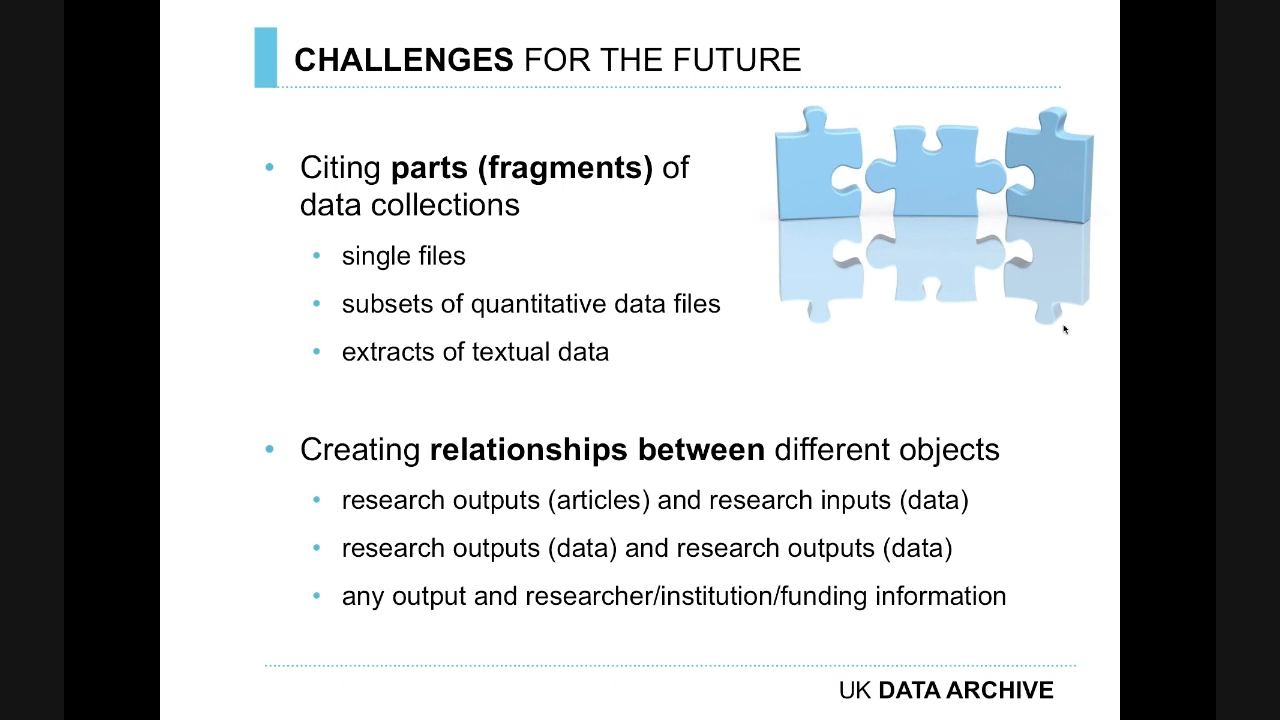 CHALLENGES FOR THE FUTURE
• Citing parts (fragments) of
data collections
• single files
• subsets of quantitative data files
• extracts of textual data
• Creating relationships between different objects
• research outputs (articles) and research inputs (data)
• research outputs (data) and research outputs (data)
• any output and researcher/institution/funding information
UK DATA ARCHIVE